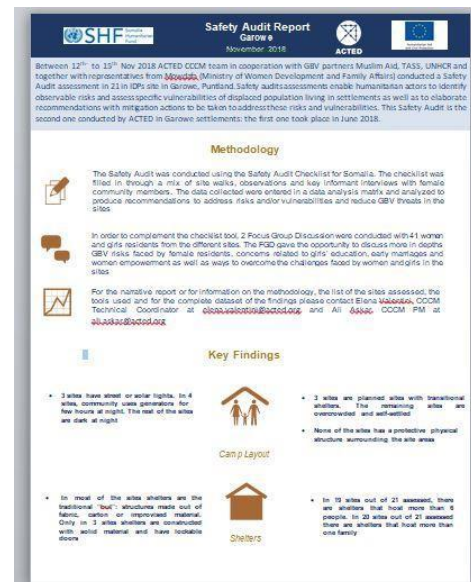 SHF Somalia
Humanitarian
Fund
Safety Audit Report
Garowe
November 2018
ACTED
Between 12th to 15th Nov 2018 ACTED CCCM team in cooperation with GBV partners Muslim Aid, TASS, UNHCR and
together with representatives from Mowdafa (Ministry of Women Development and Family Affairs) conducted a Safety
Audit assessment in 21 in IDPs site in Garowe, Puntland. Safety audits assessments enable humanitarian actors to identify
observable risks and assess specific vulnerabilities of displaced population living in settlements as well as to elaborate
recommendations with mitigation actions to be taken to address these risks and vulnerabilities. This Safety Audit is the
second one conducted by ACTED in Garowe settlements: the first one took place in June 2018.
Methodology
The Safety Audit was conducted using the Safety Audit Checklist for Somalia. The checklist was
filled in through a mix of site walks, observations and key informant interviews with female
community members. The data collected were entered in a data analysis matrix and analyzed to
produce recommendations to address risks and/or vulnerabilities and reduce GBV threats in the
sites
In order to complement the checklist tool, 2 Focus Group Discussion were conducted with 41 women
and girls residents from the different sites. The FGD gave the opportunity to discuss more in depths
GBV risks faced by female residents, concerns related to girls' education, early marriages and
women empowerment as well as ways to overcome the challenges faced by women and girls in the
sites
For the narrative report or for information on the methodology, the list of the sites assessed, the
tools used and for the complete dataset of the findings please contact Elena Valentini, CCCM
Technical Coordinator at elena.valentini@acted.org and Ali Askar, CCCM PM at
ali.askar@acted.org
Key Findings
• 3 sites have street or solar lights. In 4
sites, community uses generators for
few hours at night. The rest of the sites
are dark at night
• 3 sites are planned sites with transitional
shelters. The remaining sites are
overcrowded and self-settled
• None of the sites has a protective physical
structure surrounding the site areas
Camp Layout
• In most of the sites shelters are the
traditional "bul": structures made out of
fabric, carton or improvised material.
Only in 3 sites shelters are constructed
with solid material and have lockable
doors
• In 19 sites out of 21 assessed, there
are shelters that host more than 6
people. In 20 sites out of 21 assessed
there are shelters that host more than
one family
Shelters